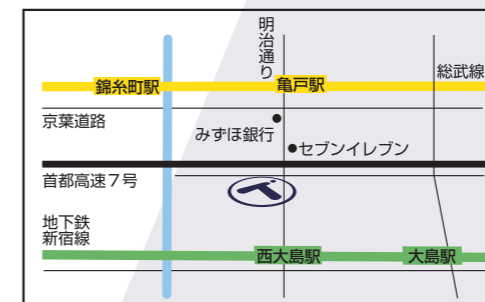 明治通り
総武線
錦糸町駅
亀戸駅
京葉道路
みずほ銀行
セブンイレブン
首都高速7号
地下鉄
新宿線
西大島駅
大島駅